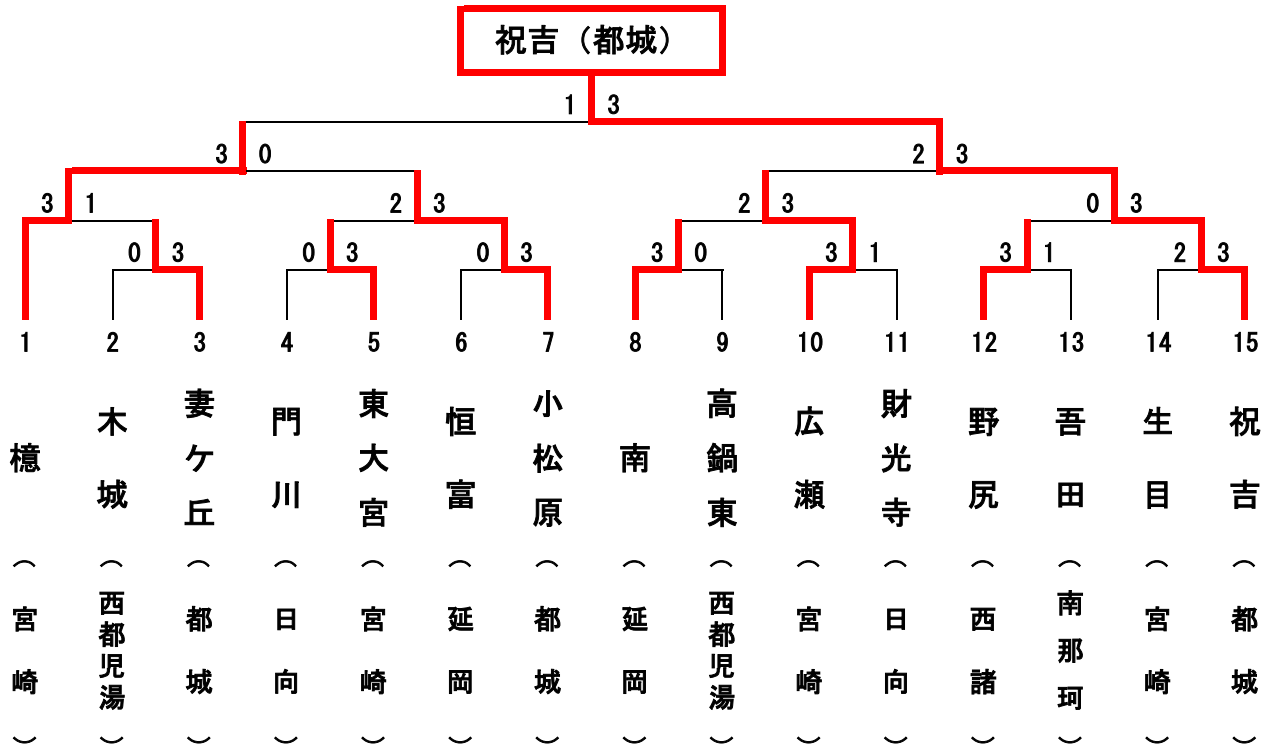 祝吉（都城）
1 3
3 0 2 3
3 1 2 3 2 3 0 3
0 3 0 3 0 3 3 0 3 1 3 1 2 3
1 2 3 4 5 6 7 8 9 10 11 12 13 14 15
檍（宮崎）
木城（西都児湯）
妻ケ丘（都城）
門川（日向）
東大宮（宮崎）
恒富（延岡）
小松原（都城）
南（延岡）
高鍋東（西都児湯）
広瀬（宮崎）
財光寺（日向）
野尻（西諸）
吾田（南那珂）
生目（宮崎）
祝吉（都城）